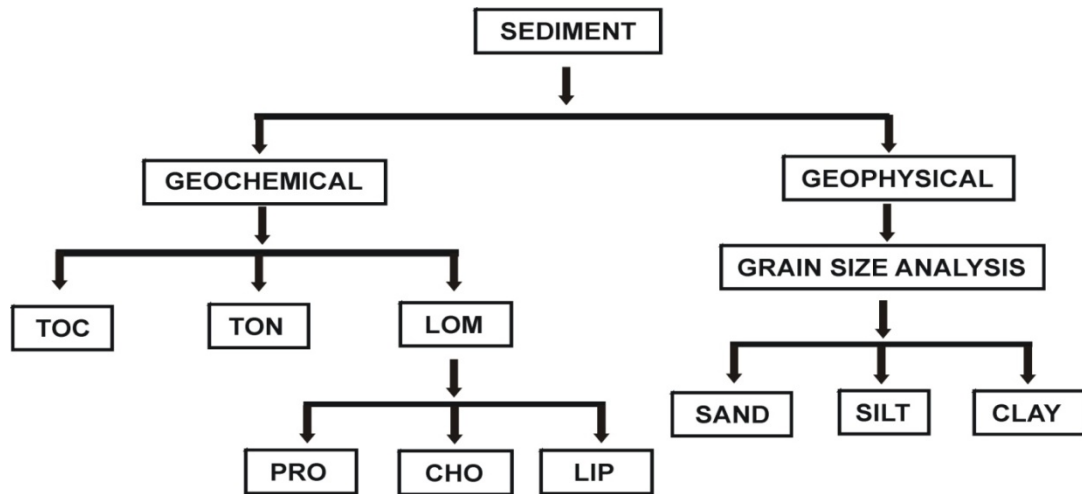 SEDIMENT
GEOCHEMICAL
GEOPHYSICAL
GRAIN SIZE ANALYSIS
TOC
TON
LOM
SAND
SILT
CLAY
PRO
CHO
LIP